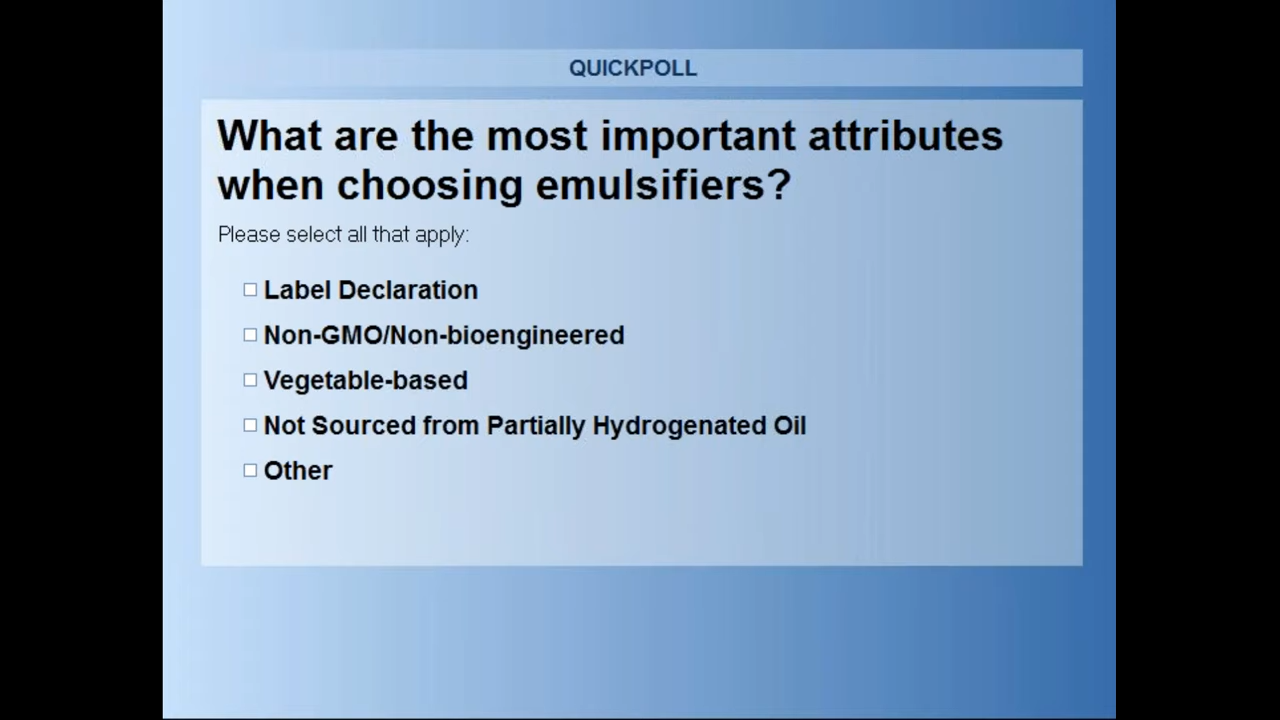 QUICKPOLL
What are the most important attributes
when choosing emulsifiers?
Please select all that apply:
Label Declaration
Non-GMO/Non-bioengineered
Vegetable-based
Not Sourced from Partially Hydrogenated Oil
Other